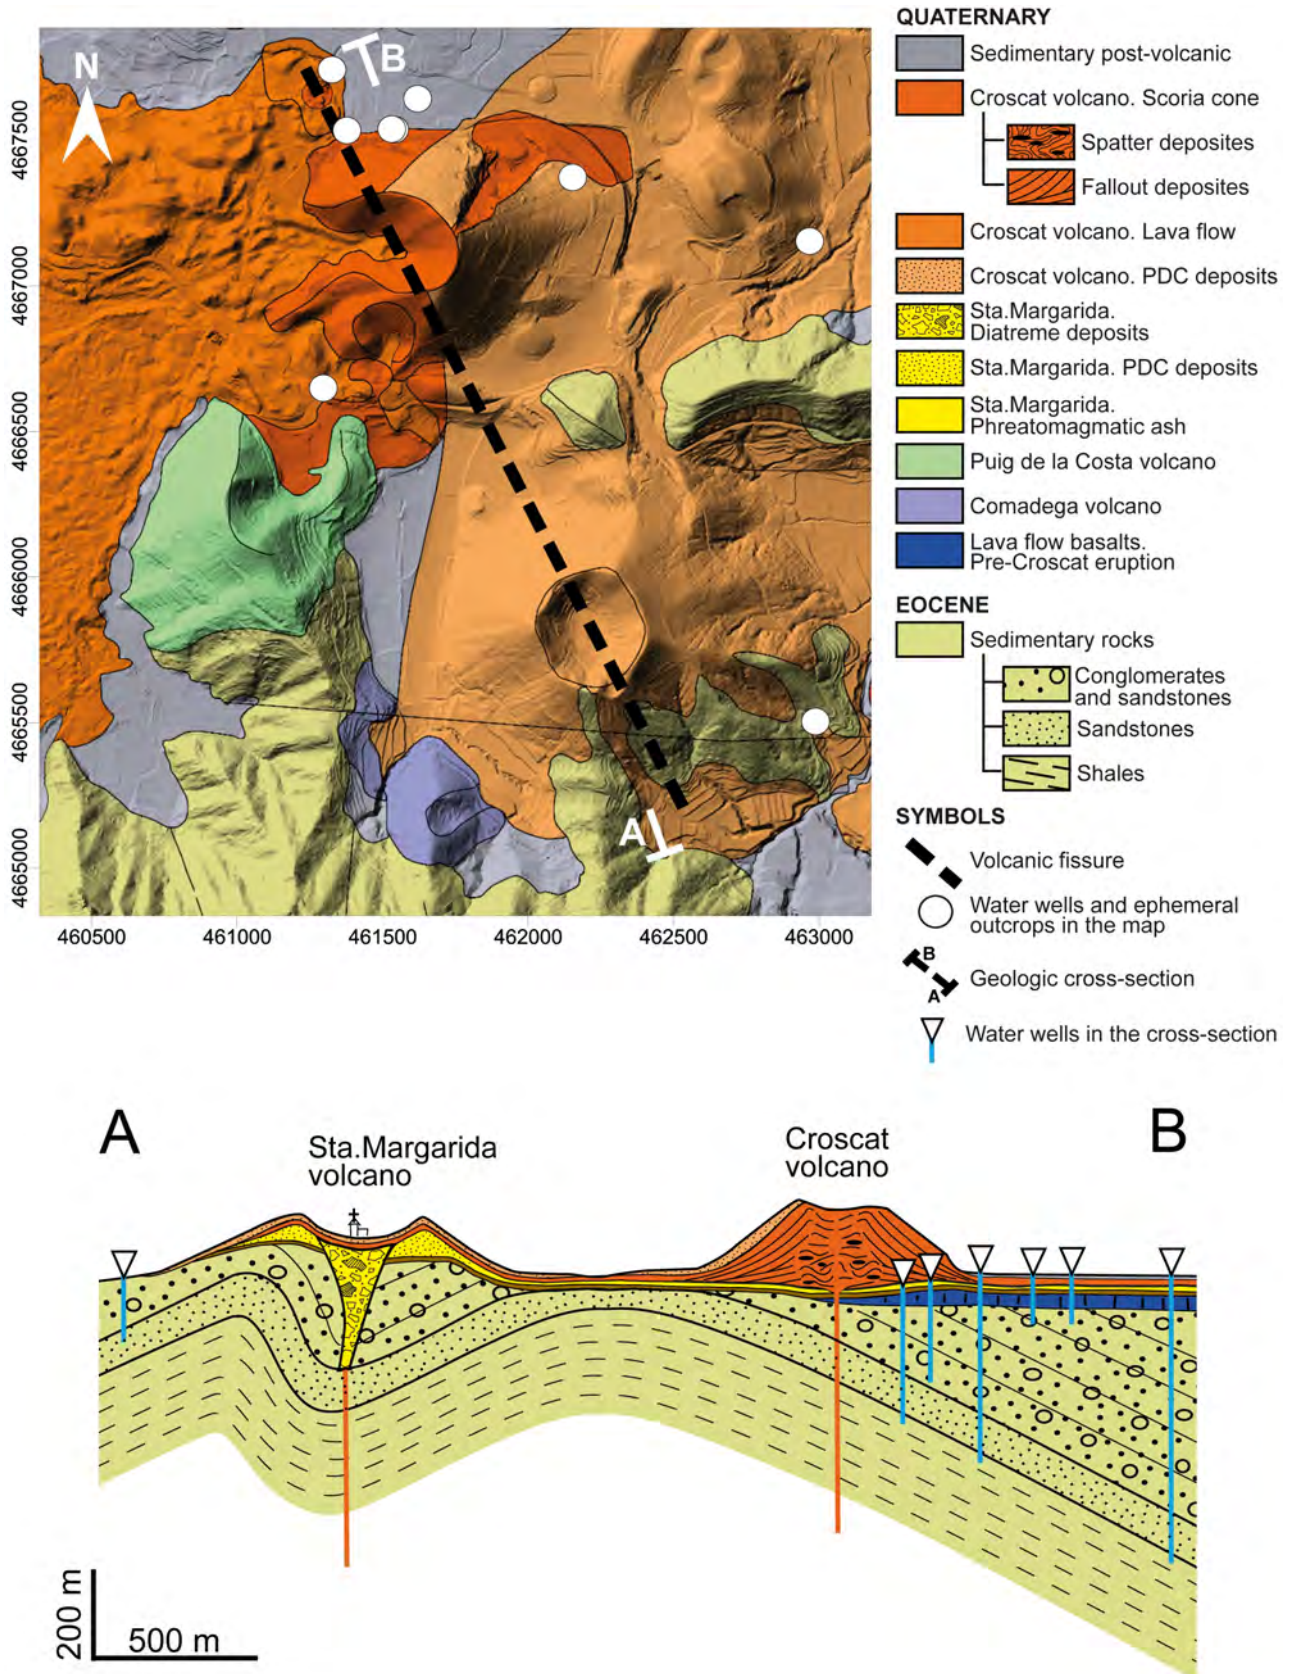 N
B
A
4667500
4667000
4666500
4666000
4665500
4665000
460500
461000
461500
462000
462500
463000
QUATERNARY
Sedimentary post-volcanic
Croscat volcano. Scoria cone
Spatter deposites
Fallout deposites
Croscat volcano. Lava flow
Croscat volcano. PDC deposits
Sta.Margarida.
Diatreme deposits
Sta.Margarida. PDC deposits
Sta.Margarida.
Phreatomagmatic ash
Puig de la Costa volcano
Comadega volcano
Lava flow basalts.
Pre-Croscat eruption
EOCENE
Sedimentary rocks
Conglomerates
and sandstones
Sandstones
Shales
SYMBOLS
Volcanic fissure
Water wells and ephemeral
outcrops in the map
B
A
Geologic cross-section
Water wells in the cross-section
A
Sta.Margarida
volcano
Croscat
volcano
B
200 m
500 m